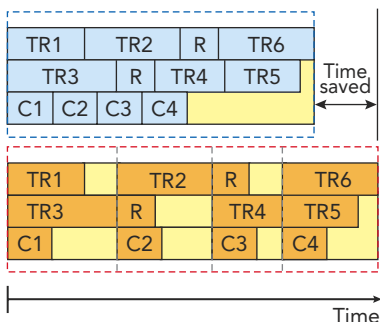 TR1 TR2 R TR6
TR3 R TR4 TR5
C1 C2 C3 C4
Time
saved
TR1 TR2 R TR6
TR3 R TR4 TR5
C1 C2 C3 C4
Time